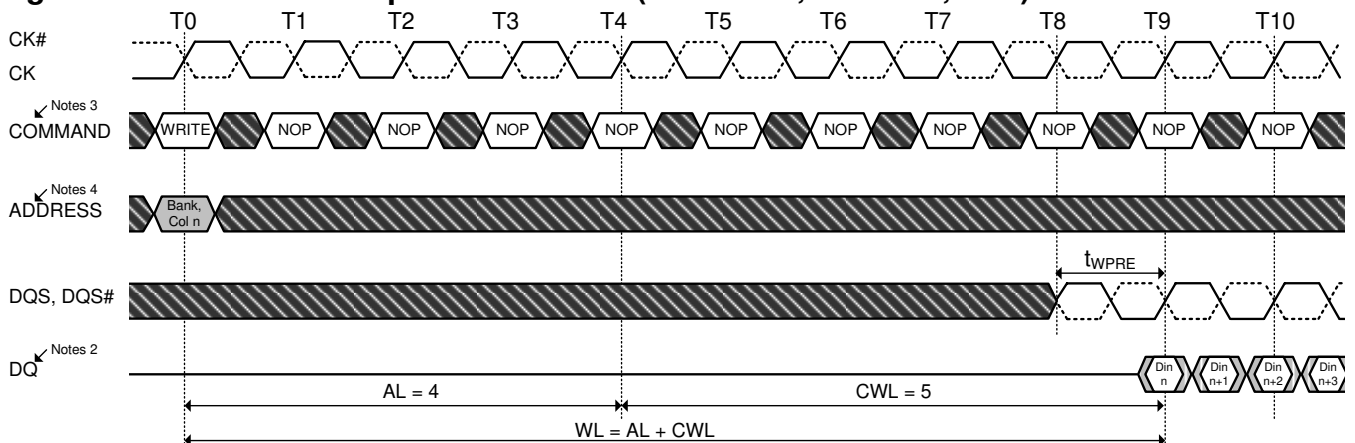 T0 T1 T2 T3 T4 T5 T6 T7 T8 T9 T10
CK#
CK
Notes 3
COMMAND WRITE NOP NOP NOP NOP NOP NOP NOP NOP NOP NOP
Notes 4
ADDRESS
Bank,
Col n
tWPRE
DQS, DQS#
Notes 2
DQ
Din n
Din n+1
Din n+2
Din n+3
AL = 4
CWL = 5
WL = AL + CWL